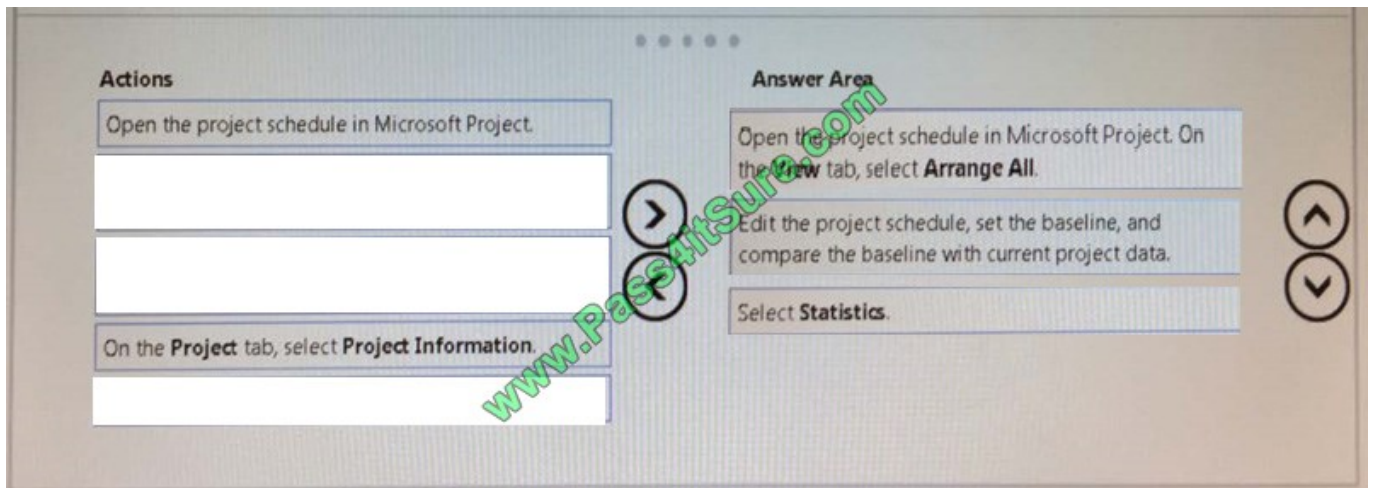 Actions
Answer Area
Open the project schedule in Microsoft Project.
On the Project tab, select Project Information.
Open the project schedule in Microsoft Project. On
the View tab, select Arrange All.
Edit the project schedule, set the baseline, and
compare the baseline with current project data.
Select Statistics.
www.Pass4itSure.com